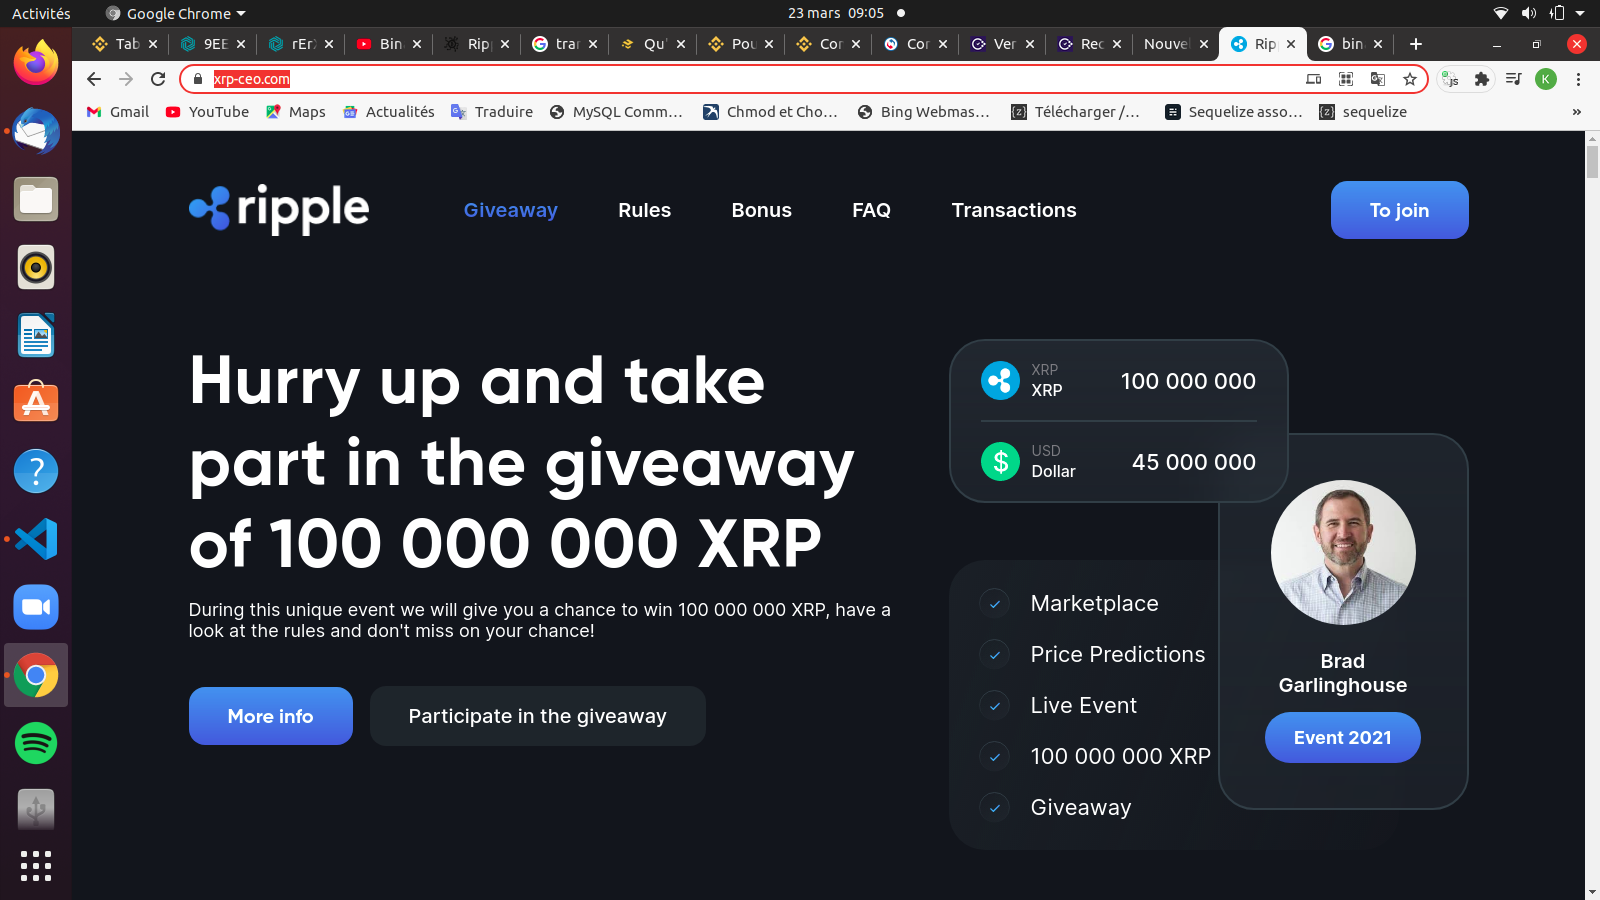 Activités
Google Chrome
23 mars 09:05
Tab
9EE
rEr
Bin
Rip
trar
Qu'
Pou
Cor
Cor
Ver
Rec
Nouvel
Rip
bin
xrp-ceo.com
js
K
Gmail
YouTube
Maps
Actualités
Traduire
MySQL Comm...
Chmod et Cho...
Bing Webmas...
Télécharger /...
Sequelize asso...
sequelize
»
ripple
Giveaway
Rules
Bonus
FAQ
Transactions
To join
Hurry up and take
part in the giveaway
of 100 000 000 XRP
During this unique event we will give you a chance to win 100 000 000 XRP, have a
look at the rules and don't miss on your chance!
More info
Participate in the giveaway
XRP
XRP
100 000 000
USD
Dollar
45 000 000
Marketplace
Price Predictions
Live Event
100 000 000 XRP
Giveaway
Brad
Garlinghouse
Event 2021